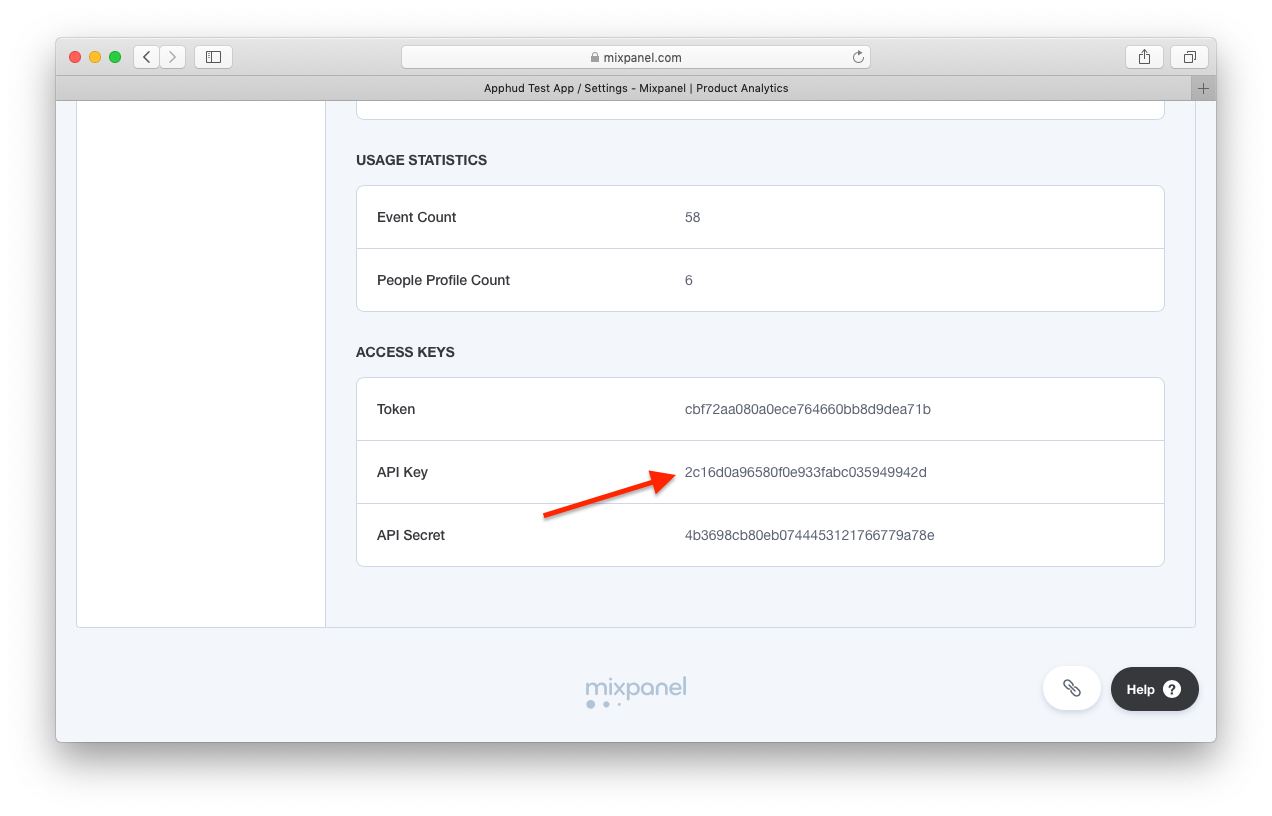 mixpanel.com
Apphud Test App / Settings - Mixpanel | Product Analytics
USAGE STATISTICS
Event Count 58
People Profile Count 6
ACCESS KEYS
Token cbf72aa080a0ece764660bb8d9dea71b
API Key 2c16d0a96580f0e933fabc035949942d
API Secret 4b3698cb80eb0744453121766779a78e
mixpanel
Help ?